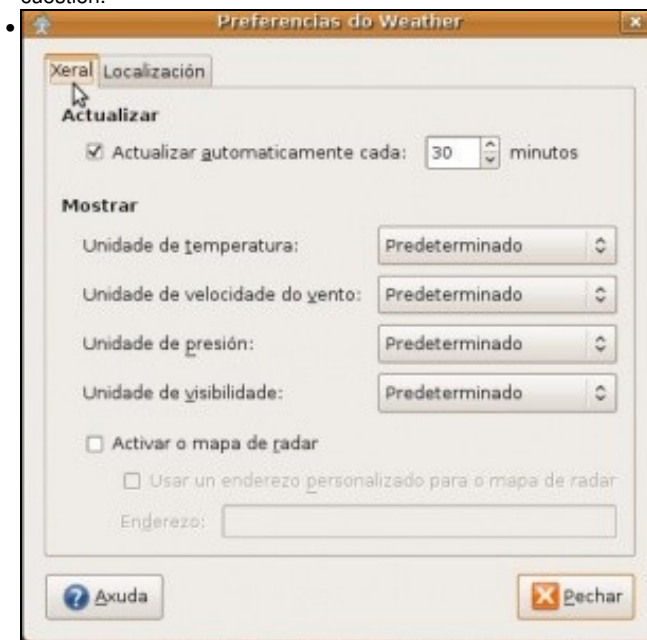 Preferencias do Weather
Xeral Localización
Actualizar
Actualizar automaticamente cada: 30 minutos
Mostrar
Unidade de temperatura: Predeterminado
Unidade de velocidade do vento: Predeterminado
Unidade de presión: Predeterminado
Unidade de visibilidade: Predeterminado
Activar o mapa de radar
Usar un enderezo personalizado para o mapa de radar
Enderezo:
Axuda Pechar